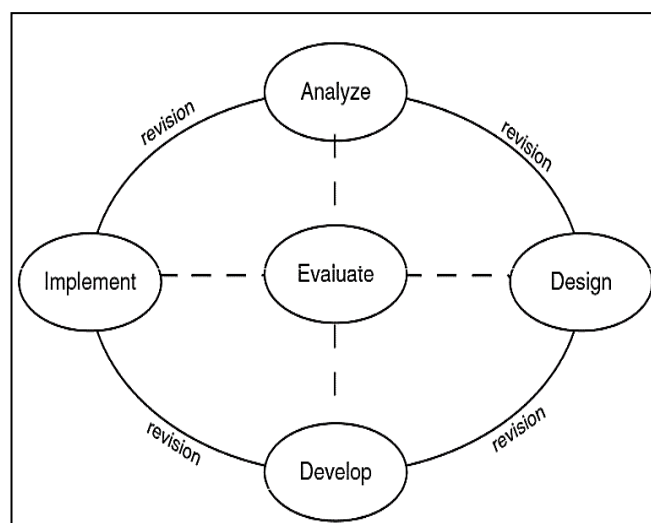 Analyze
revision
revision
Implement
Evaluate
Design
revision
revision
Develop